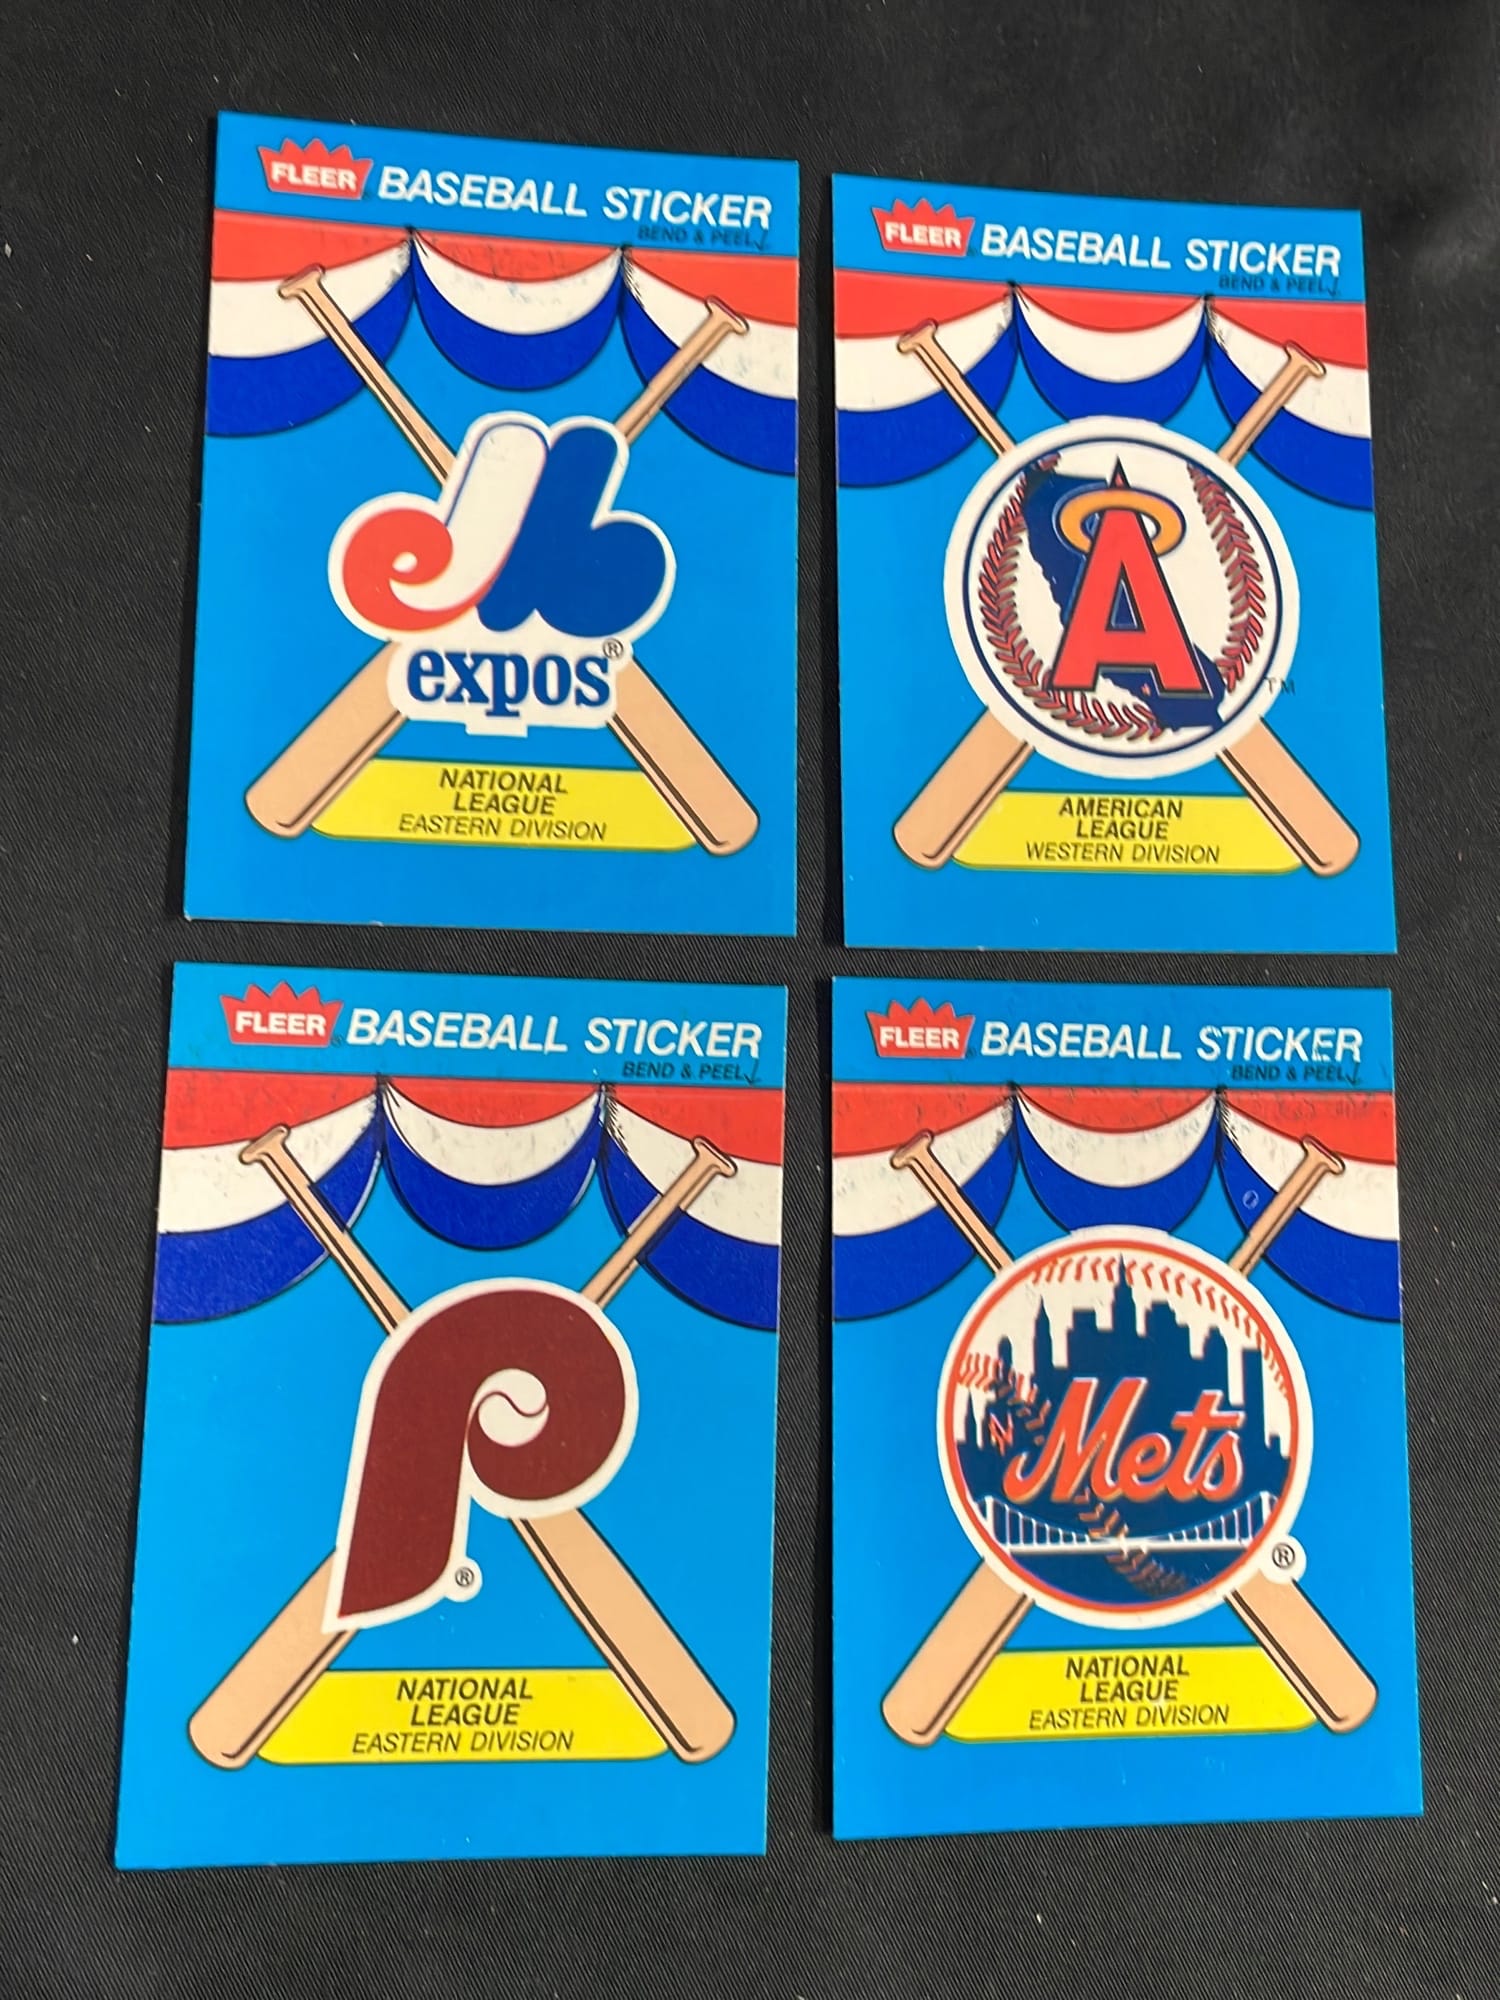 FLEER BASEBALL STICKER
BEND & PEEL
expos®
NATIONAL
LEAGUE
EASTERN DIVISION
FLEER® BASEBALL STICKER
BEND & PEEL
A
TM
AMERICAN
LEAGUE
WESTERN DIVISION
FLEER® BASEBALL STICKER
BEND & PEEL
P
®
NATIONAL
LEAGUE
EASTERN DIVISION
FLEER® BASEBALL STICKER
BEND & PEEL
NY
Mets
®
NATIONAL
LEAGUE
EASTERN DIVISION